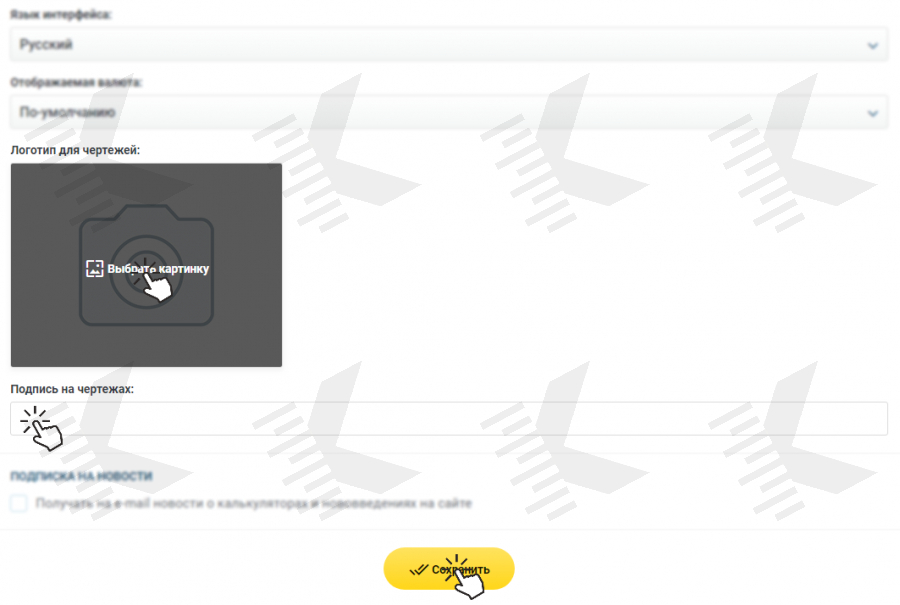 Язык интерфейса:
Русский
Отображаемая валюта:
По-умолчанию
Логотип для чертежей:
Выбрать картинку
Подпись на чертежах:
ПОДПИСКА НА НОВОСТИ
Получать на e-mail новости о калькуляторах и нововведениях на сайте
Сохранить